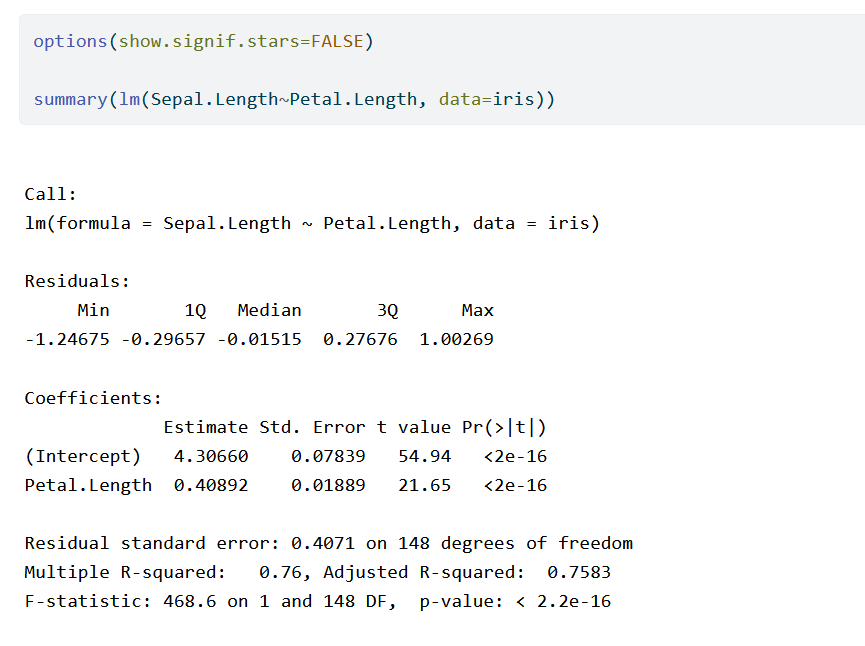 options(show.signif.stars=FALSE)
summary(lm(Sepal.Length~Petal.Length, data=iris))
Call:
lm(formula = Sepal.Length ~ Petal.Length, data = iris)
Residuals:
     Min       1Q   Median       3Q      Max
-1.24675 -0.29657 -0.01515  0.27676  1.00269
Coefficients:
             Estimate Std. Error t value Pr(>|t|)
(Intercept)   4.30660    0.07839   54.94   <2e-16
Petal.Length  0.40892    0.01889   21.65   <2e-16
Residual standard error: 0.4071 on 148 degrees of freedom
Multiple R-squared:   0.76, Adjusted R-squared:  0.7583
F-statistic: 468.6 on 1 and 148 DF,  p-value: < 2.2e-16